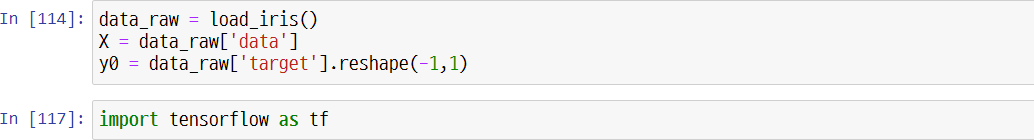 In [114]: data_raw = load_iris()
X = data_raw['data']
y0 = data_raw['target'].reshape(-1,1)
In [117]: import tensorflow as tf